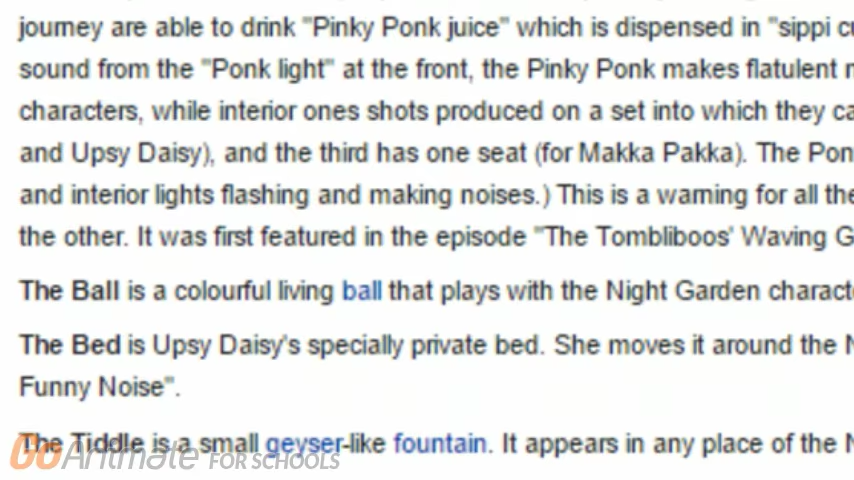 journey are able to drink "Pinky Ponk juice" which is dispensed in "sippi
sound from the "Ponk light" at the front, the Pinky Ponk makes flatulent
characters, while interior ones shots produced on a set into which they
and Upsy Daisy), and the third has one seat (for Makka Pakka). The
and interior lights flashing and making noises.) This is a warning for all
the other. It was first featured in the episode "The Tombliboos' Waving
The Ball is a colourful living ball that plays with the Night Garden
The Bed is Upsy Daisy's specially private bed. She moves it around the
Funny Noise".
The Tiddle is a small geyser-like fountain. It appears in any place of the
GoAnimate FOR SCHOOLS